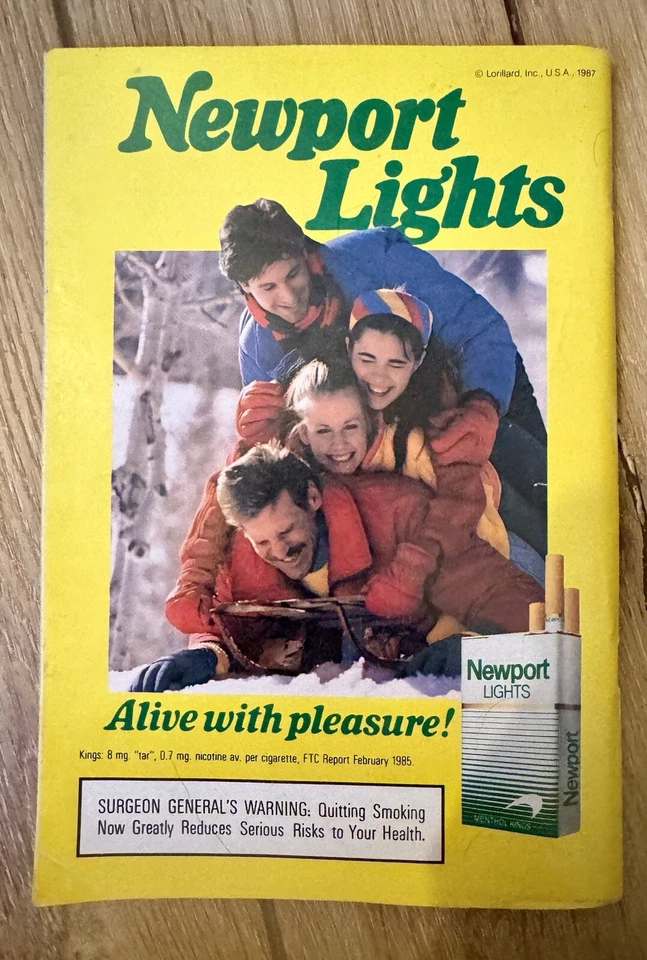 © Lorillard, Inc., U.S.A., 1987
Newport
Lights
Newport
LIGHTS
Newport
MENTHOL KINGS
Alive with pleasure!
Kings: 8 mg. "tar", 0.7 mg. nicotine av. per cigarette, FTC Report February 1985.
SURGEON GENERAL'S WARNING: Quitting Smoking
Now Greatly Reduces Serious Risks to Your Health.